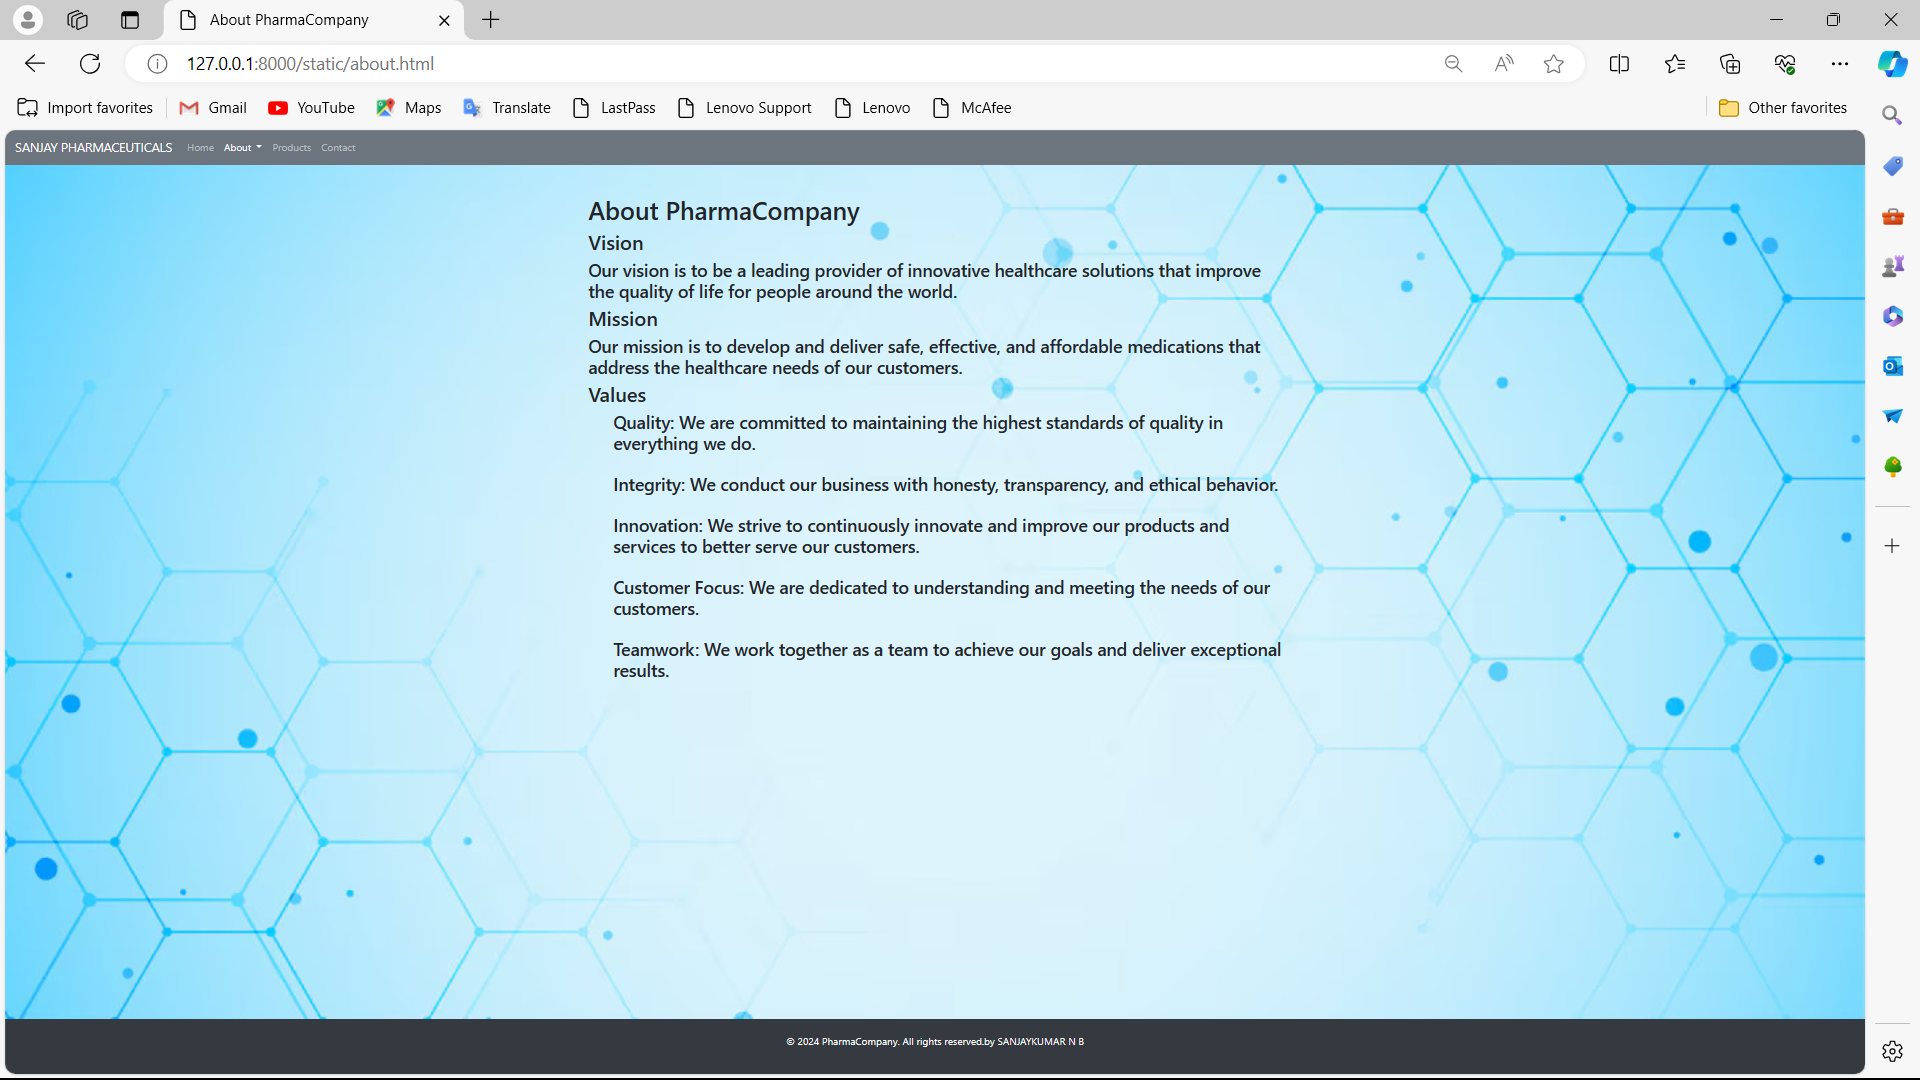 About PharmaCompany
127.0.0.1:8000/static/about.html
Import favorites Gmail YouTube Maps Translate LastPass Lenovo Support Lenovo McAfee Other favorites
SANJAY PHARMACEUTICALS Home About Products Contact
About PharmaCompany
Vision
Our vision is to be a leading provider of innovative healthcare solutions that improve
the quality of life for people around the world.
Mission
Our mission is to develop and deliver safe, effective, and affordable medications that
address the healthcare needs of our customers.
Values
Quality: We are committed to maintaining the highest standards of quality in
everything we do.
Integrity: We conduct our business with honesty, transparency, and ethical behavior.
Innovation: We strive to continuously innovate and improve our products and
services to better serve our customers.
Customer Focus: We are dedicated to understanding and meeting the needs of our
customers.
Teamwork: We work together as a team to achieve our goals and deliver exceptional
results.
© 2024 PharmaCompany. All rights reserved.by SANJAYKUMAR N B